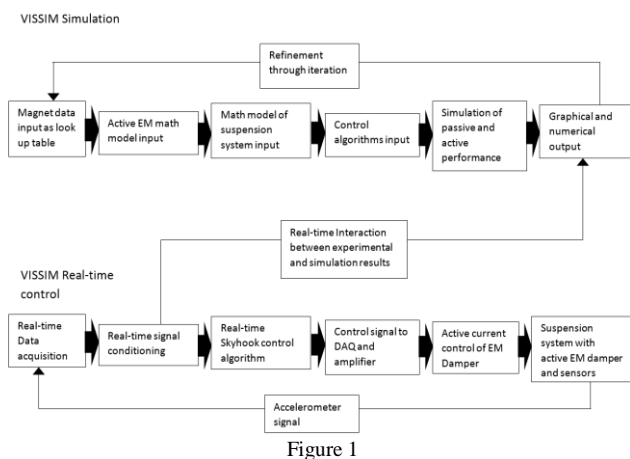 VISSIM Simulation
Refinement
through iteration
Magnet data
input as look
up table
Active EM math
model input
Math model of
suspension
system input
Control
algorithms input
Simulation of
passive and
active
performance
Graphical and
numerical
output
Real-time Interaction
between experimental
and simulation results
VISSIM Real-time
control
Real-time
Data
acquisition
Real-time signal
conditioning
Real-time
Skyhook control
algorithm
Control signal to
DAQ and
amplifier
Active current
control of EM
Damper
Suspension
system with
active EM damper
and sensors
Accelerometer
signal
Figure 1